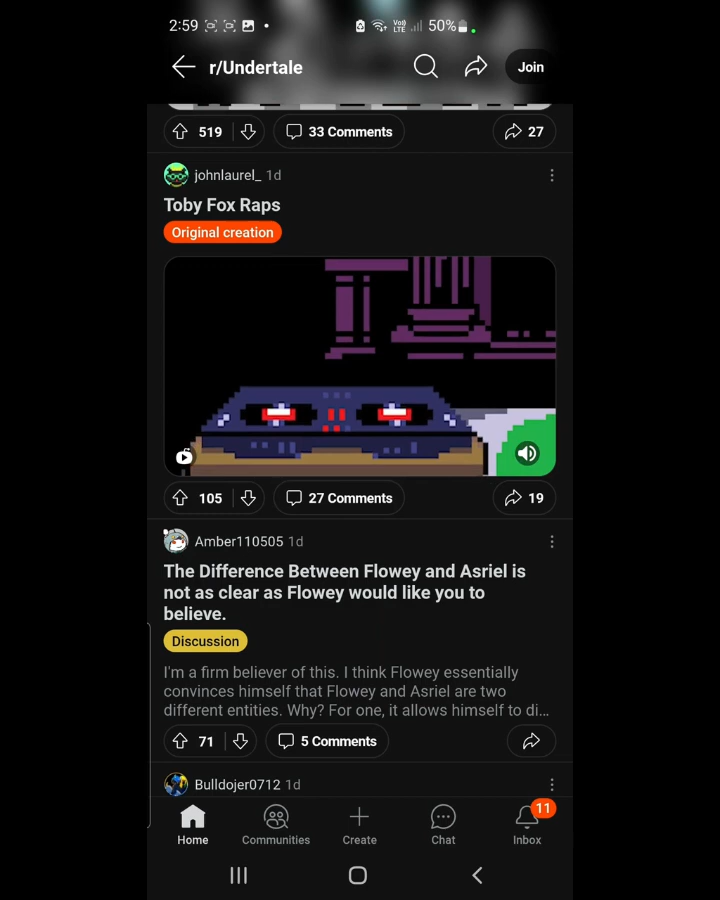 2:59
Vo)) LTE
50%
r/Undertale
Join
519
33 Comments
27
johnlaurel_ 1d
Toby Fox Raps
Original creation
105
27 Comments
19
Amber110505 1d
The Difference Between Flowey and Asriel is
not as clear as Flowey would like you to
believe.
Discussion
I'm a firm believer of this. I think Flowey essentially
convinces himself that Flowey and Asriel are two
different entities. Why? For one, it allows himself to di...
71
5 Comments
Bulldojer0712 1d
11
Home
Communities
Create
Chat
Inbox